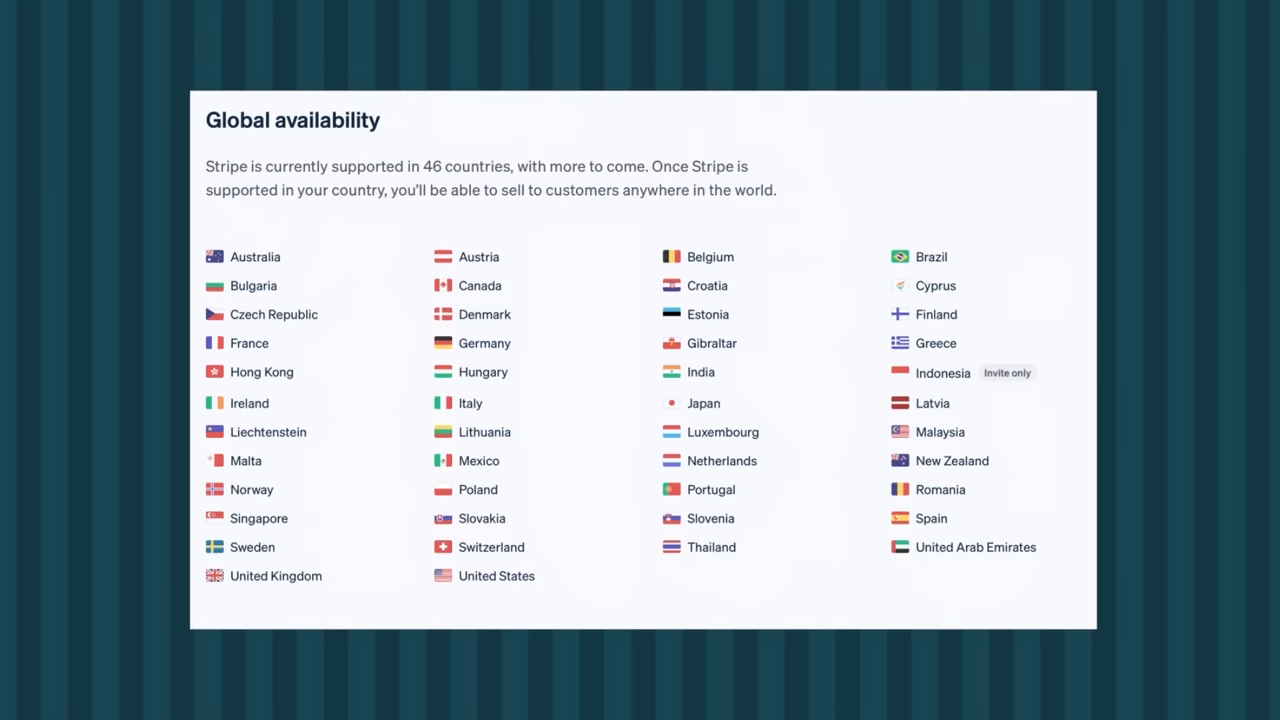 Global availability
Stripe is currently supported in 46 countries, with more to come. Once Stripe is
supported in your country, you'll be able to sell to customers anywhere in the world.
Australia Austria Belgium Brazil
Bulgaria Canada Croatia Cyprus
Czech Republic Denmark Estonia Finland
France Germany Gibraltar Greece
Hong Kong Hungary India Indonesia Invite only
Ireland Italy Japan Latvia
Liechtenstein Lithuania Luxembourg Malaysia
Malta Mexico Netherlands New Zealand
Norway Poland Portugal Romania
Singapore Slovakia Slovenia Spain
Sweden Switzerland Thailand United Arab Emirates
United Kingdom United States